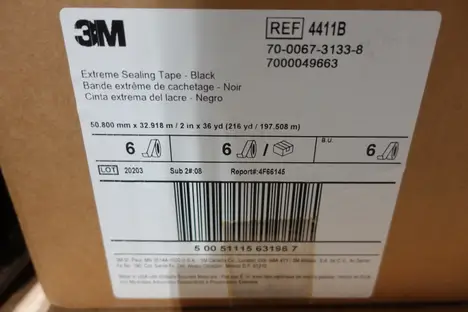 3M
REF 4411B
70-0067-3133-8
7000049663
Extreme Sealing Tape - Black
Bande extrême de cachetage - Noir
Cinta extrema del lacre - Negro
50.800 mm x 32.918 m / 2 in x 36 yd (216 yd / 197.508 m)
6 6 / B.U. 6
LOT 20203 Sub 2#:08 Report#:4F66145
5 00 51115 63198 7